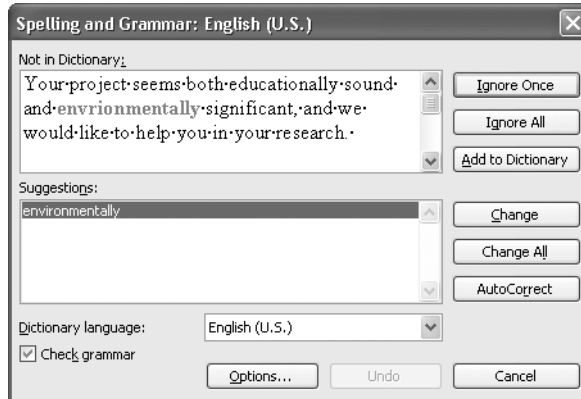 Spelling and Grammar: English (U.S.)
Not in Dictionary:
Your·project·seems·both·educationally·sound·
and·envrionmentally·significant,·and·we·
would·like·to·help·you·in·your·research.·
Ignore Once
Ignore All
Add to Dictionary
Suggestions:
environmentally
Change
Change All
AutoCorrect
Dictionary language: English (U.S.)
Check grammar
Options... Undo Cancel